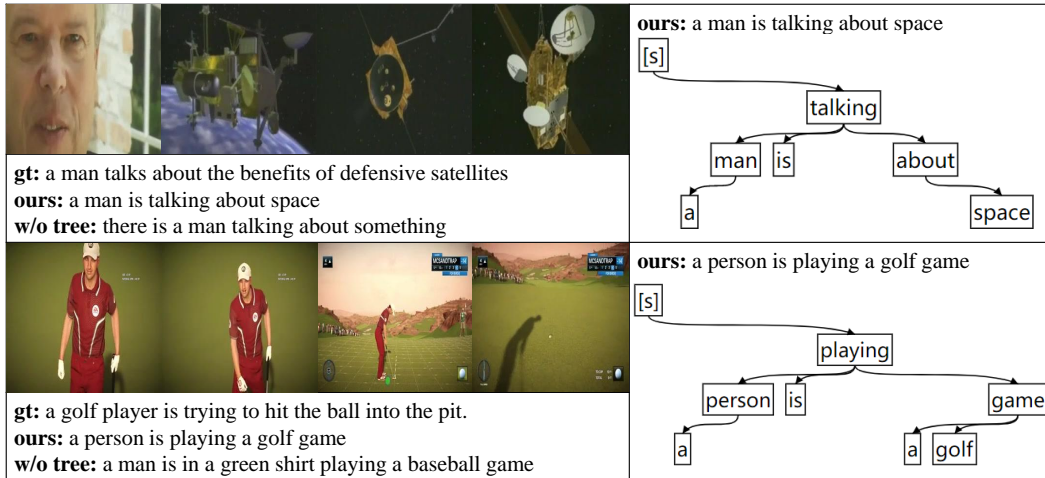 gt: a man talks about the benefits of defensive satellites
ours: a man is talking about space
w/o tree: there is a man talking about something
ours: a man is talking about space
[s]
talking
man is about
a space
MCSANDTRAP
MCSANDTRAP
gt: a golf player is trying to hit the ball into the pit.
ours: a person is playing a golf game
w/o tree: a man is in a green shirt playing a baseball game
ours: a person is playing a golf game
[s]
playing
person is game
a a golf